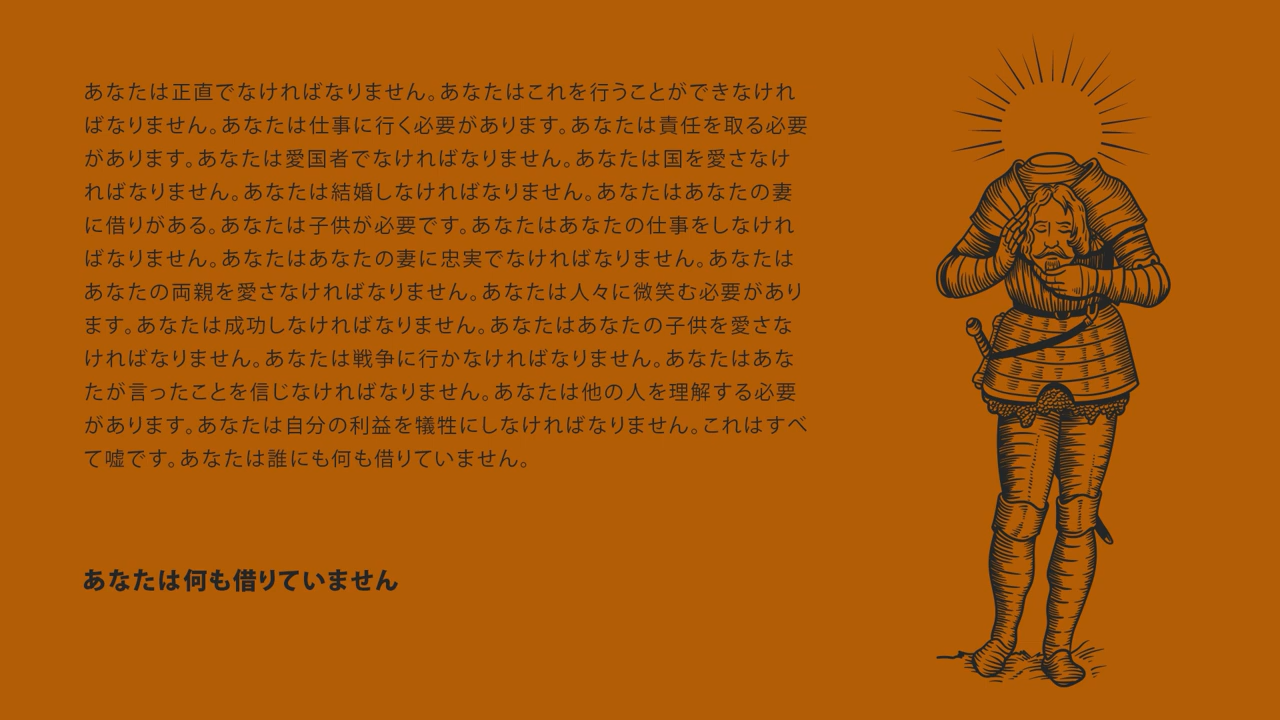 あなたは正直でなければなりません。あなたはこれを行うことができなけれ
ばなりません。あなたは仕事に行く必要があります。あなたは責任を取る必要
があります。あなたは愛国者でなければなりません。あなたは国を愛さなけ
ればなりません。あなたは結婚しなければなりません。あなたはあなたの妻
に借りがある。あなたは子供が必要です。あなたはあなたの仕事をしなけれ
ばなりません。あなたはあなたの妻に忠実でなければなりません。あなたは
あなたの両親を愛さなければなりません。あなたは人々に微笑む必要があり
ます。あなたは成功しなければなりません。あなたはあなたの子供を愛さな
ければなりません。あなたは戦争に行かなければなりません。あなたはあな
たが言ったことを信じなければなりません。あなたは他の人を理解する必要
があります。あなたは自分の利益を犠牲にしなければなりません。これはすべ
て嘘です。あなたは誰にも何も借りていません。
あなたは何も借りていません